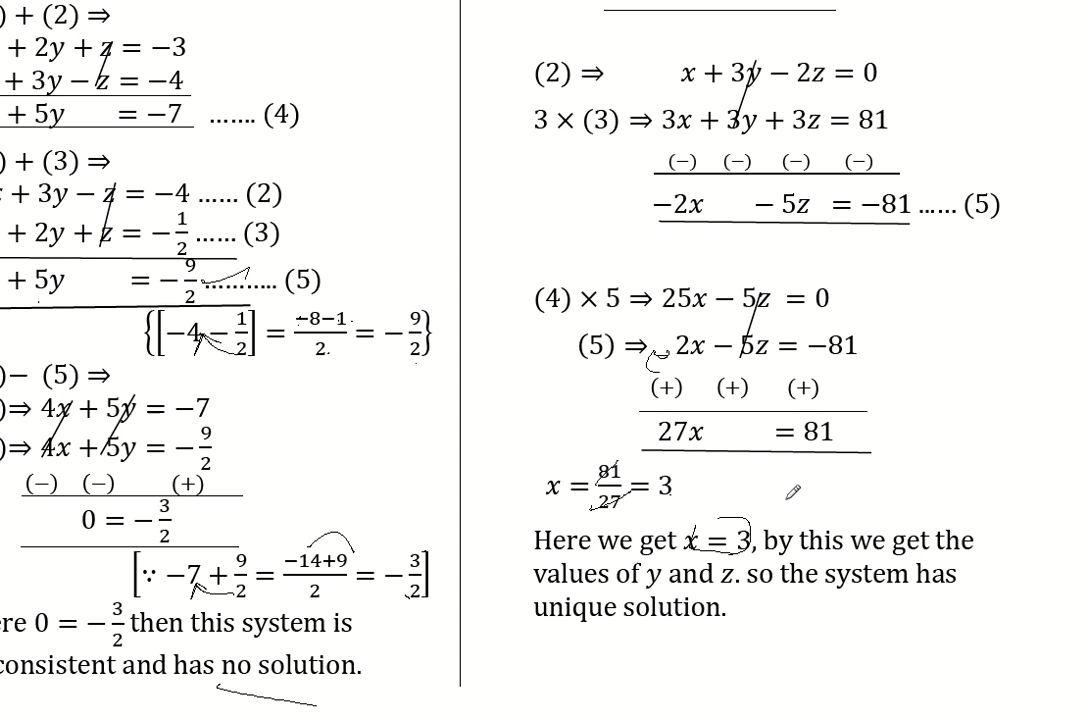 ) + (2) ⇒
+ 2y + z = −3
+ 3y − z = −4
+ 5y = −7 ....... (4)
) + (3) ⇒
+ 3y − z = −4 ...... (2)
+ 2y + z = −1/2 ...... (3)
+ 5y = −9/2 ........... (5)
{[−4 − 1/2] = −8−1/2. = −9/2}
)− (5) ⇒
)⇒ 4x + 5y = −7
)⇒ 4x + 5y = −9/2
(−) (−) (+)
0 = −3/2
[∵ −7 + 9/2 = −14+9/2 = −3/2]
ere 0 = −3/2 then this system is
consistent and has no solution.
(2) ⇒ x + 3y − 2z = 0
3 × (3) ⇒ 3x + 3y + 3z = 81
(−) (−) (−) (−)
−2x − 5z = −81 ...... (5)
(4) × 5 ⇒ 25x − 5z = 0
(5) ⇒ − 2x − 5z = −81
(+) (+) (+)
27x = 81
x = 81/27 = 3
Here we get x = 3, by this we get the
values of y and z. so the system has
unique solution.